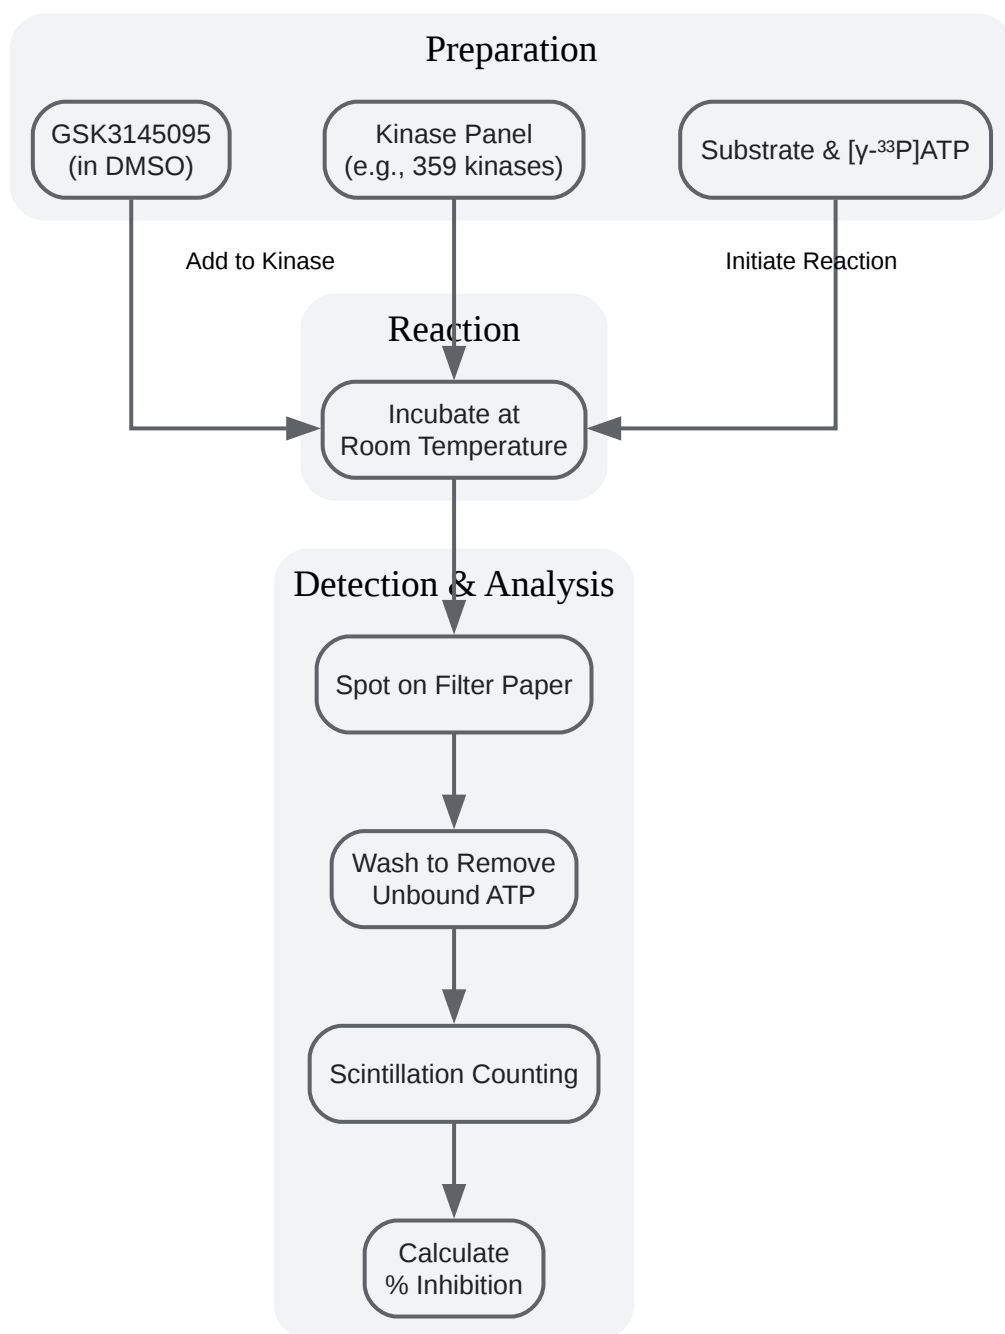 Preparation
GSK3145095
(in DMSO)
Kinase Panel
(e.g., 359 kinases)
Substrate & [γ-³³P]ATP
Add to Kinase
Initiate Reaction
Reaction
Incubate at
Room Temperature
Detection & Analysis
Spot on Filter Paper
Wash to Remove
Unbound ATP
Scintillation Counting
Calculate
% Inhibition